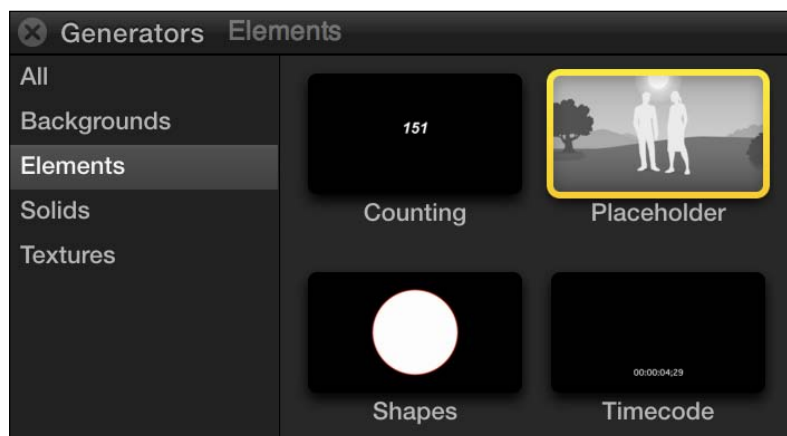 Generators Elements
All
Backgrounds
Elements
Solids
Textures
151
Counting
Placeholder
Shapes
00:00:04;29
Timecode